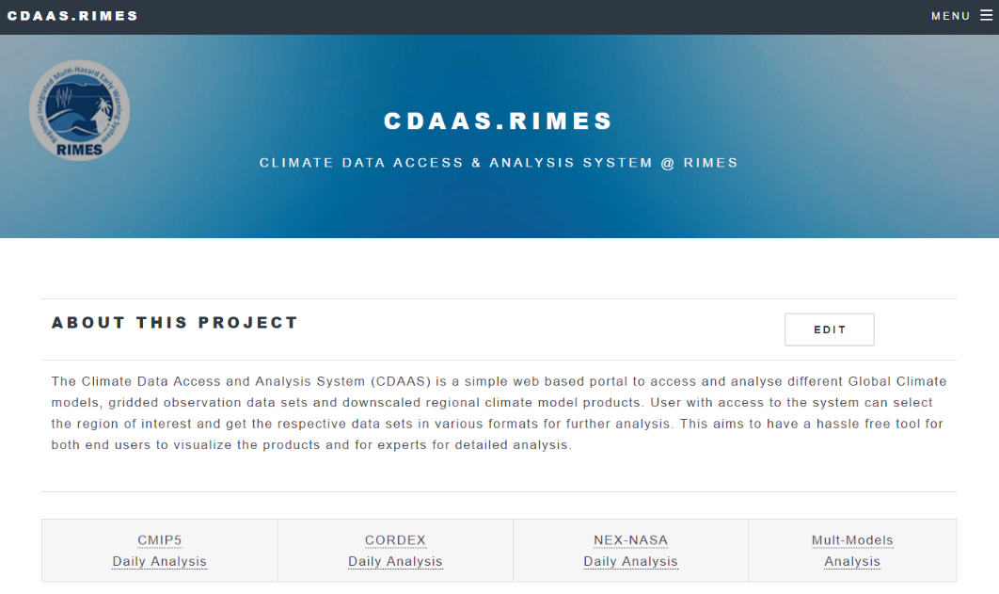 CDAAS.RIMES
MENU
Regional Integrated Multi-Hazard Early Warning System
RIMES
CDAAS.RIMES
CLIMATE DATA ACCESS & ANALYSIS SYSTEM @ RIMES
ABOUT THIS PROJECT
EDIT
The Climate Data Access and Analysis System (CDAAS) is a simple web based portal to access and analyse different Global Climate
models, gridded observation data sets and downscaled regional climate model products. User with access to the system can select
the region of interest and get the respective data sets in various formats for further analysis. This aims to have a hassle free tool for
both end users to visualize the products and for experts for detailed analysis.
CMIP5
Daily Analysis
CORDEX
Daily Analysis
NEX-NASA
Daily Analysis
Mult-Models
Analysis